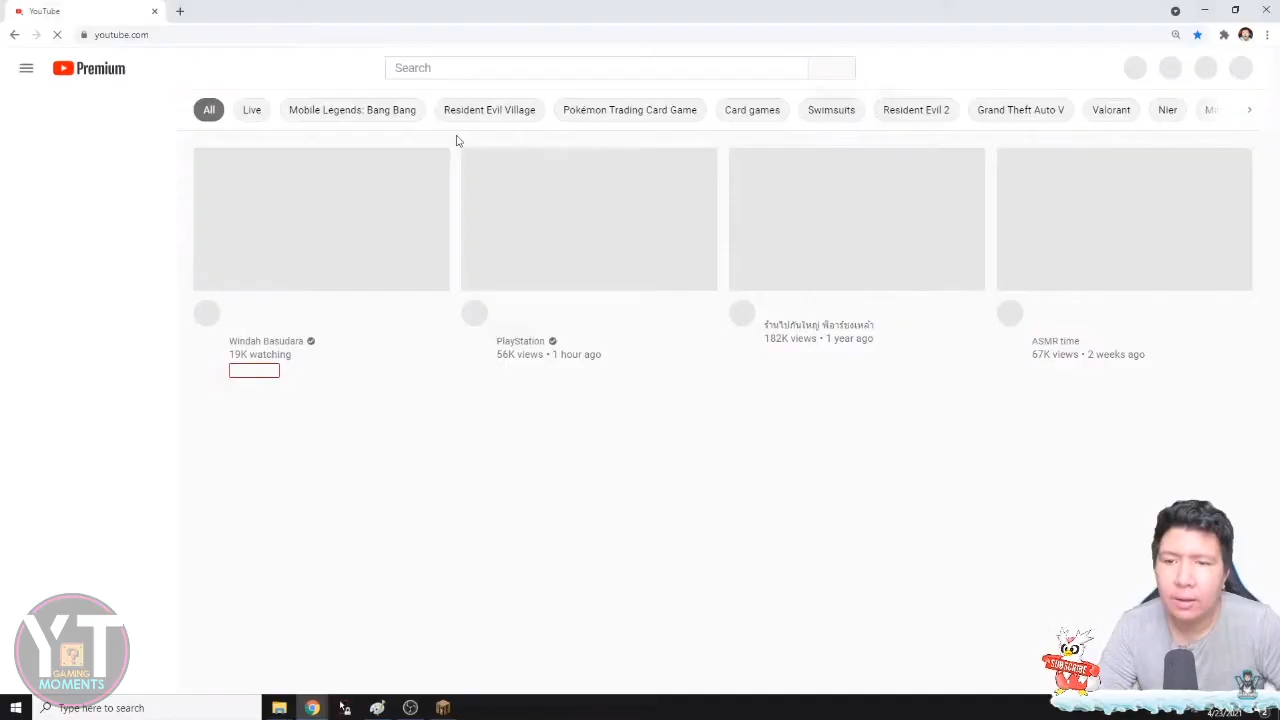 YouTube
youtube.com
Premium
Search
All
Live
Mobile Legends: Bang Bang
Resident Evil Village
Pokémon Trading Card Game
Card games
Swimsuits
Resident Evil 2
Grand Theft Auto V
Valorant
Nier
Windah Basudara
19K watching
PlayStation
56K views • 1 hour ago
182K views • 1 year ago
ASMR time
67K views • 2 weeks ago
YT
GAMING
MOMENTS
SUBSCRIBE
Type here to search
4/23/2021